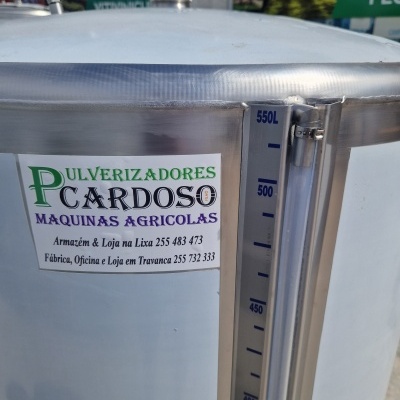 PULVERIZADORES
CARDOSO
MAQUINAS AGRICOLAS
Armazém & Loja na Lixa 255 483 473
Fábrica, Oficina e Loja em Travanca 255 732 333
550L
500
450